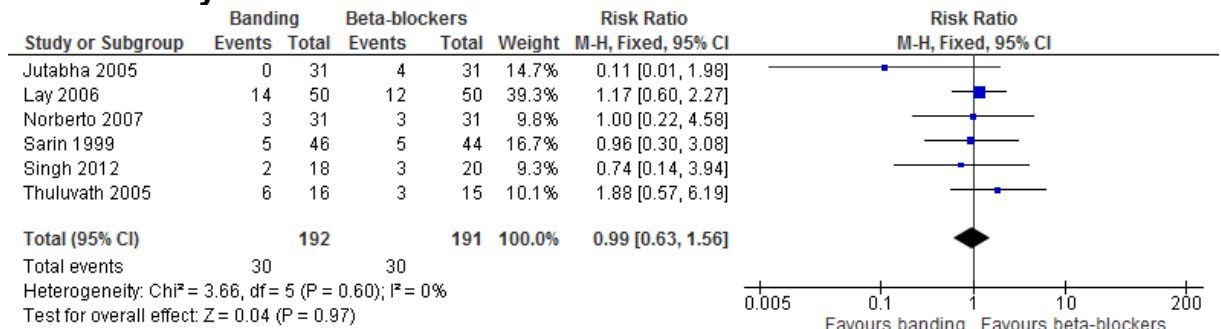 Banding Beta-blockers Risk Ratio Risk Ratio
Study or Subgroup Events Total Events Total Weight M-H, Fixed, 95% CI M-H, Fixed, 95% CI
Jutabha 2005 0 31 4 31 14.7% 0.11 [0.01, 1.98]
Lay 2006 14 50 12 50 39.3% 1.17 [0.60, 2.27]
Norberto 2007 3 31 3 31 9.8% 1.00 [0.22, 4.58]
Sarin 1999 5 46 5 44 16.7% 0.96 [0.30, 3.08]
Singh 2012 2 18 3 20 9.3% 0.74 [0.14, 3.94]
Thuluvath 2005 6 16 3 15 10.1% 1.88 [0.57, 6.19]
Total (95% CI) 192 191 100.0% 0.99 [0.63, 1.56]
Total events 30 30
Heterogeneity: Chi² = 3.66, df = 5 (P = 0.60); I² = 0%
Test for overall effect: Z = 0.04 (P = 0.97)
0.005 0.1 1 10 200
Favours banding Favours beta-blockers